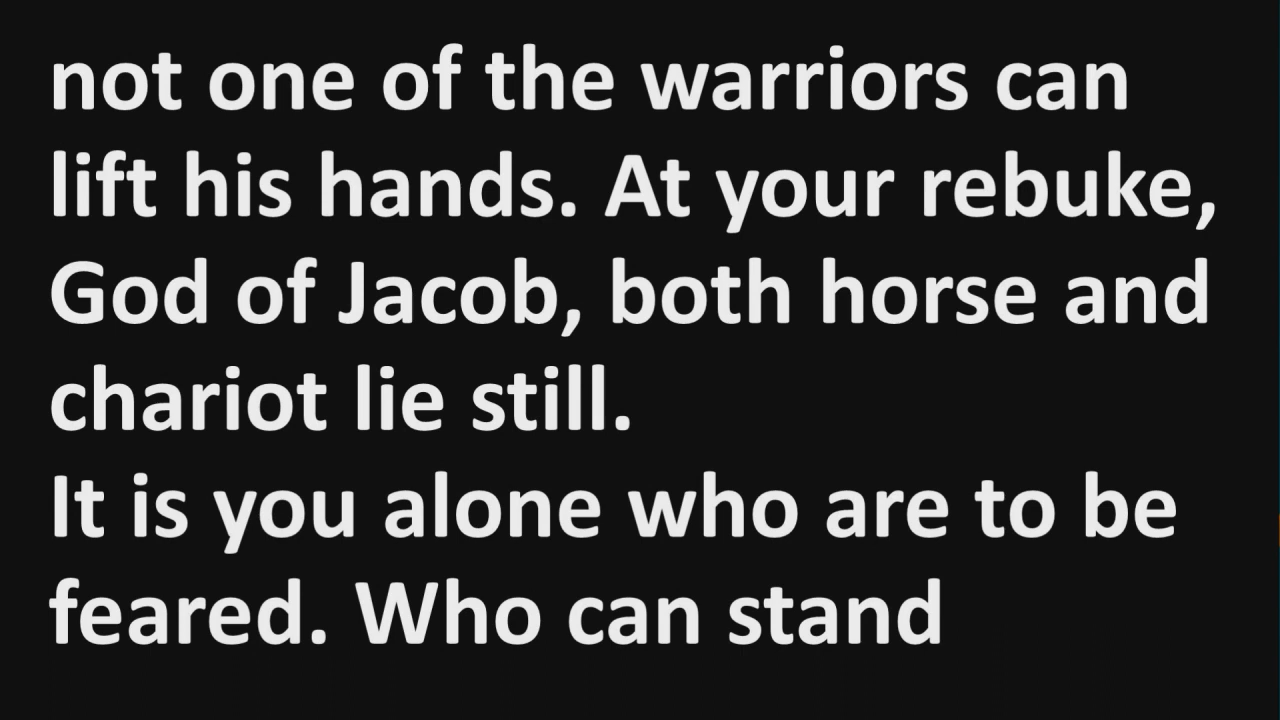 not one of the warriors can
lift his hands. At your rebuke,
God of Jacob, both horse and
chariot lie still.
It is you alone who are to be
feared. Who can stand